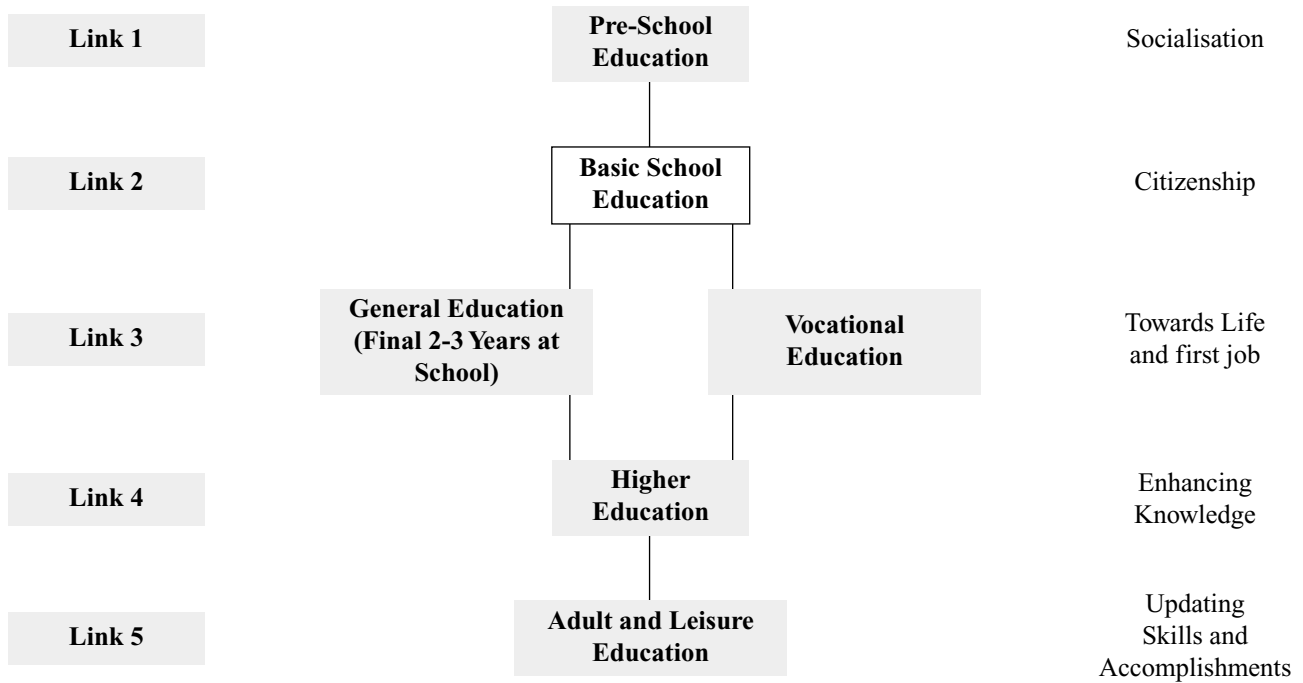 Link 1
Pre-School
Education
Socialisation
Link 2
Basic School
Education
Citizenship
Link 3
General Education
(Final 2-3 Years at
School)
Vocational
Education
Towards Life
and first job
Link 4
Higher
Education
Enhancing
Knowledge
Link 5
Adult and Leisure
Education
Updating
Skills and
Accomplishments